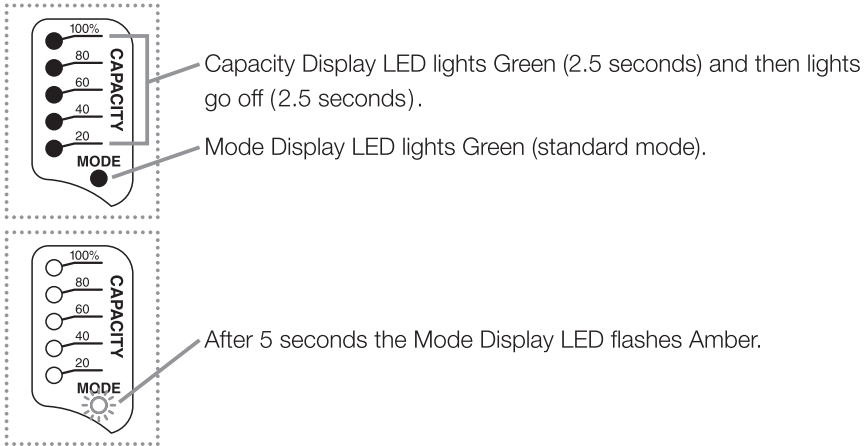 100%
80
60
40
20
CAPACITY
MODE
Capacity Display LED lights Green (2.5 seconds) and then lights
go off (2.5 seconds).
Mode Display LED lights Green (standard mode).
100%
80
60
40
20
CAPACITY
MODE
After 5 seconds the Mode Display LED flashes Amber.